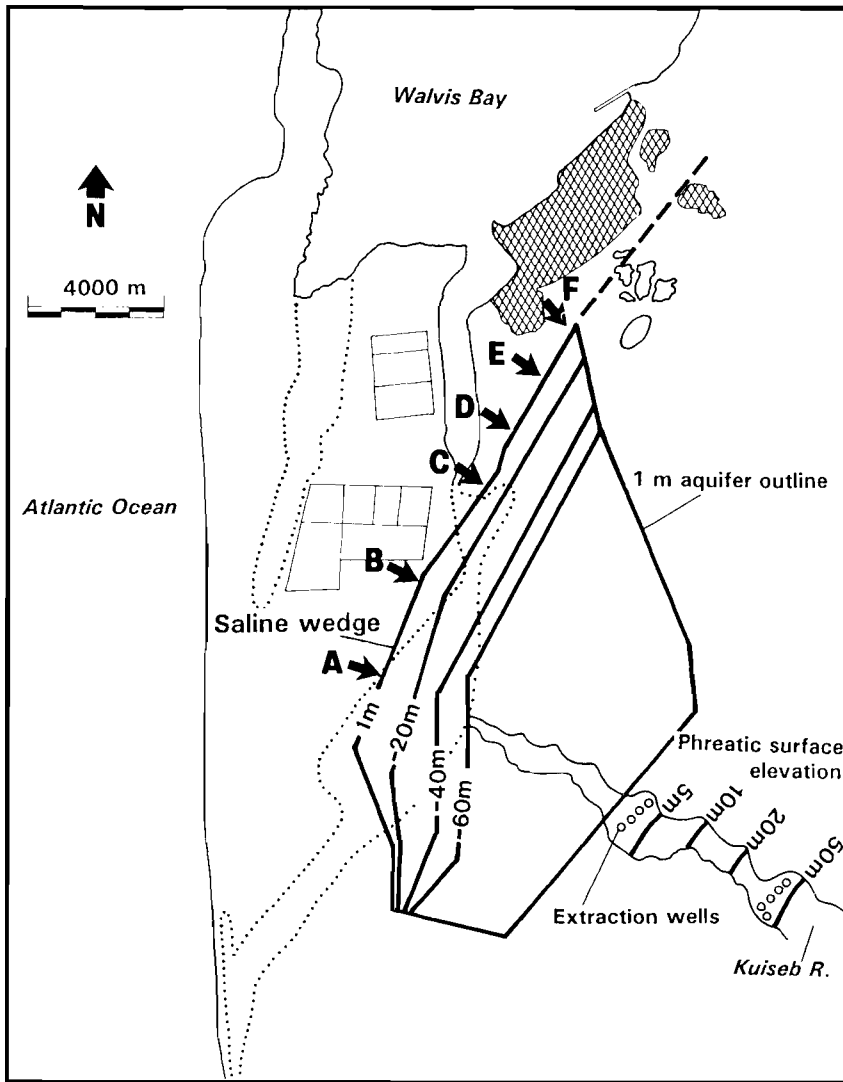 Walvis Bay
N
4000 m
F
E
D
C
Atlantic Ocean
1 m aquifer outline
B
Saline wedge
A
1m
-20m
-40m
-60m
Phreatic surface
elevation
5m
10m
20m
50m
Extraction wells
Kuiseb R.